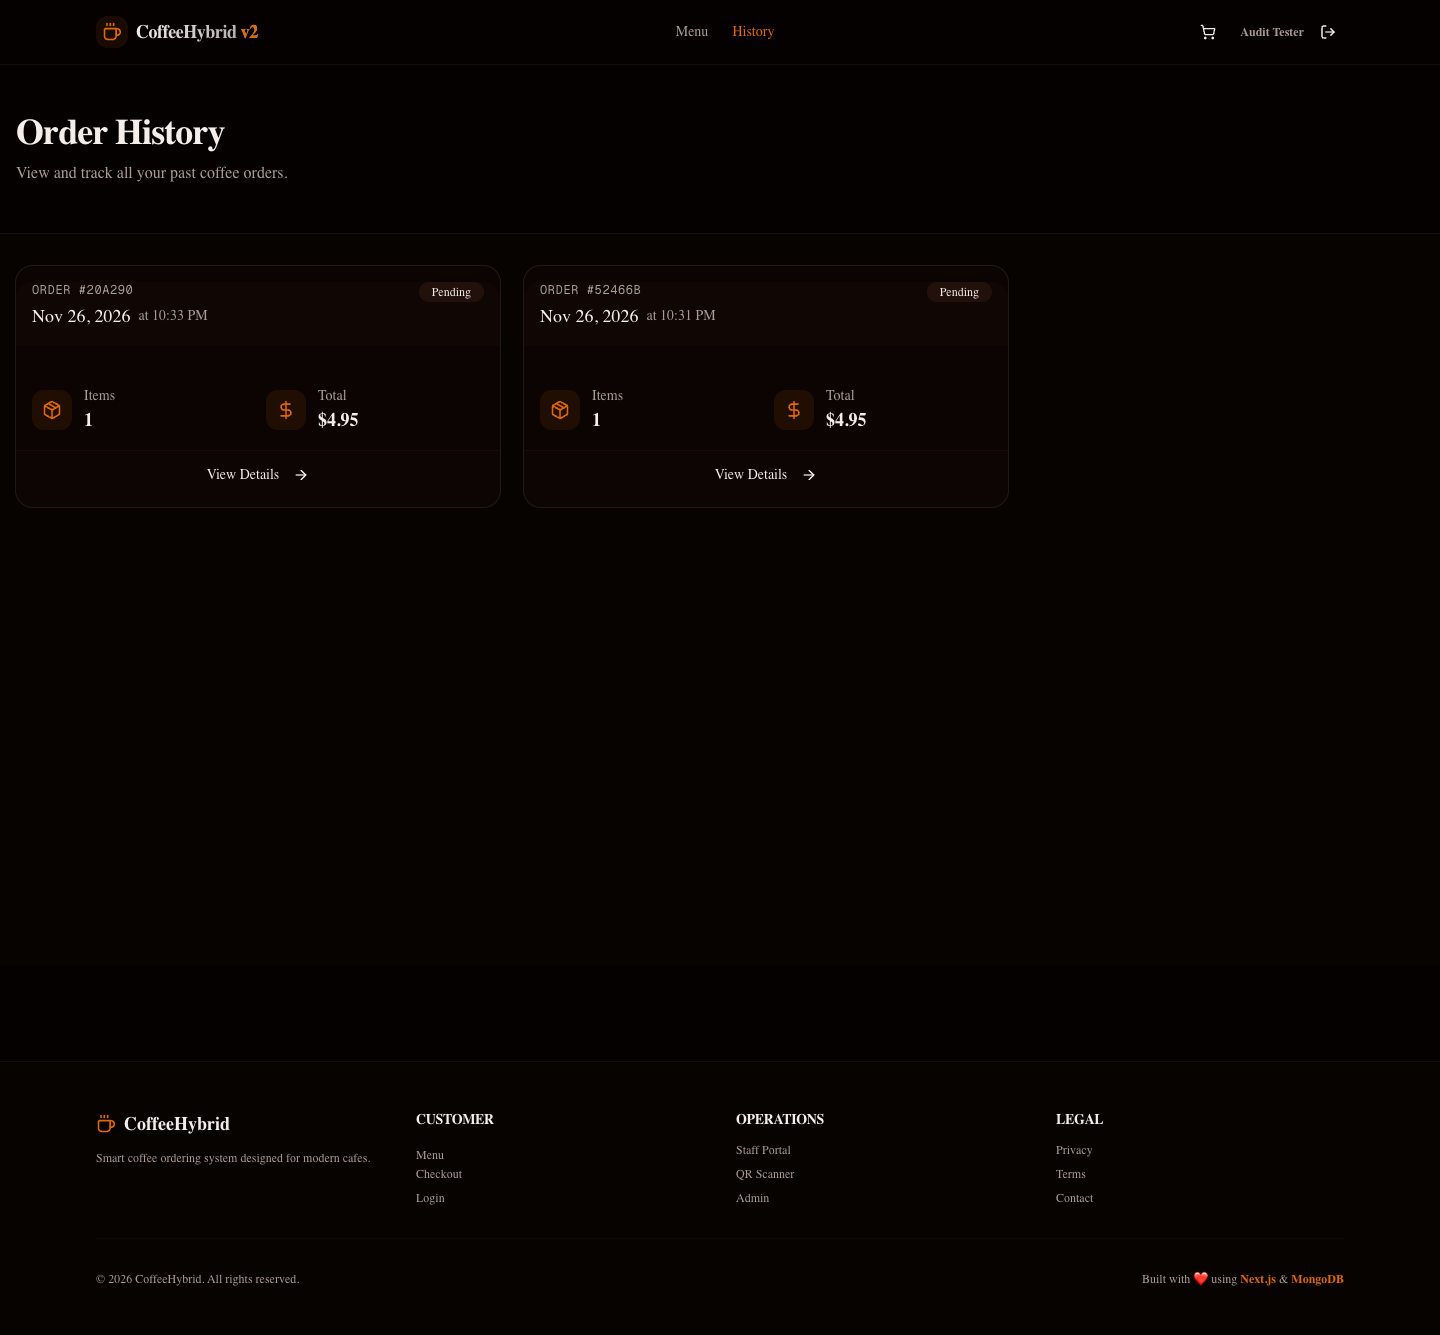 CoffeeHybrid v2
Menu
History
Audit Tester
Order History
View and track all your past coffee orders.
ORDER #20A290
Pending
Nov 26, 2026 at 10:33 PM
Items
1
Total
$4.95
View Details
ORDER #52466B
Pending
Nov 26, 2026 at 10:31 PM
Items
1
Total
$4.95
View Details
CoffeeHybrid
Smart coffee ordering system designed for modern cafes.
CUSTOMER
Menu
Checkout
Login
OPERATIONS
Staff Portal
QR Scanner
Admin
LEGAL
Privacy
Terms
Contact
© 2026 CoffeeHybrid. All rights reserved.
Built with ❤️ using Next.js & MongoDB